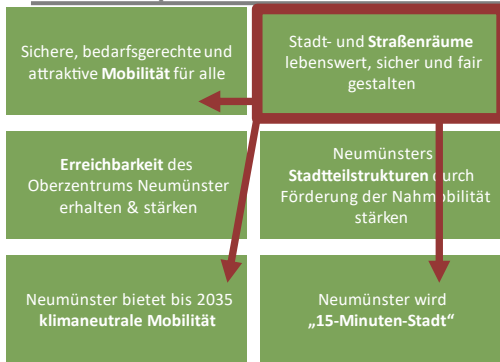 Sichere, bedarfsgerechte und
attraktive Mobilität für alle
Stadt- und Straßenräume
lebenswert, sicher und fair
gestalten
Erreichbarkeit des
Oberzentrums Neumünster
erhalten & stärken
Neumünsters
Stadtteilstrukturen durch
Förderung der Nahmobilität
stärken
Neumünster bietet bis 2035
klimaneutrale Mobilität
Neumünster wird
„15-Minuten-Stadt“